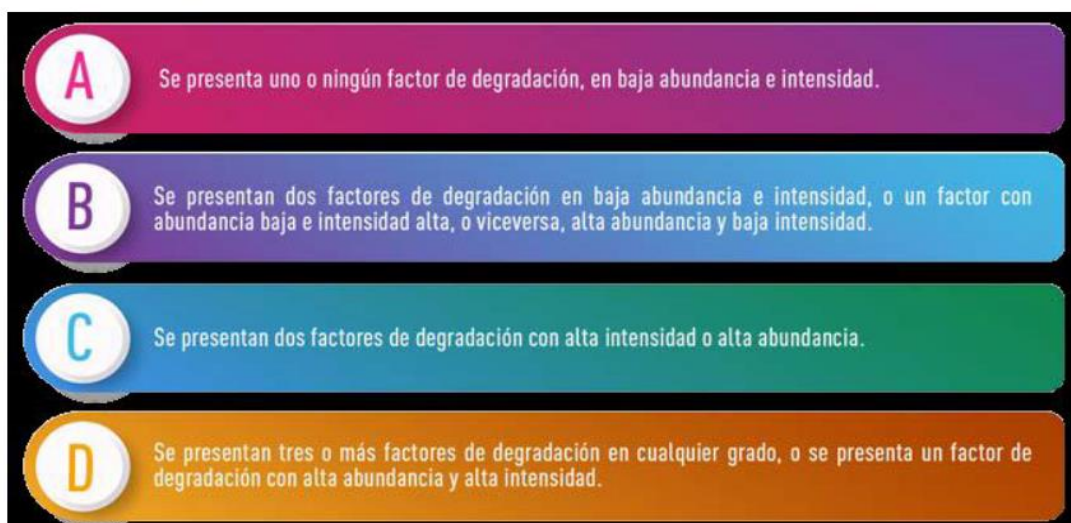 A
Se presenta uno o ningún factor de degradación, en baja abundancia e intensidad.
B
Se presentan dos factores de degradación en baja abundancia e intensidad, o un factor con
abundancia baja e intensidad alta, o viceversa, alta abundancia y baja intensidad.
C
Se presentan dos factores de degradación con alta intensidad o alta abundancia.
D
Se presentan tres o más factores de degradación en cualquier grado, o se presenta un factor de
degradación con alta abundancia y alta intensidad.